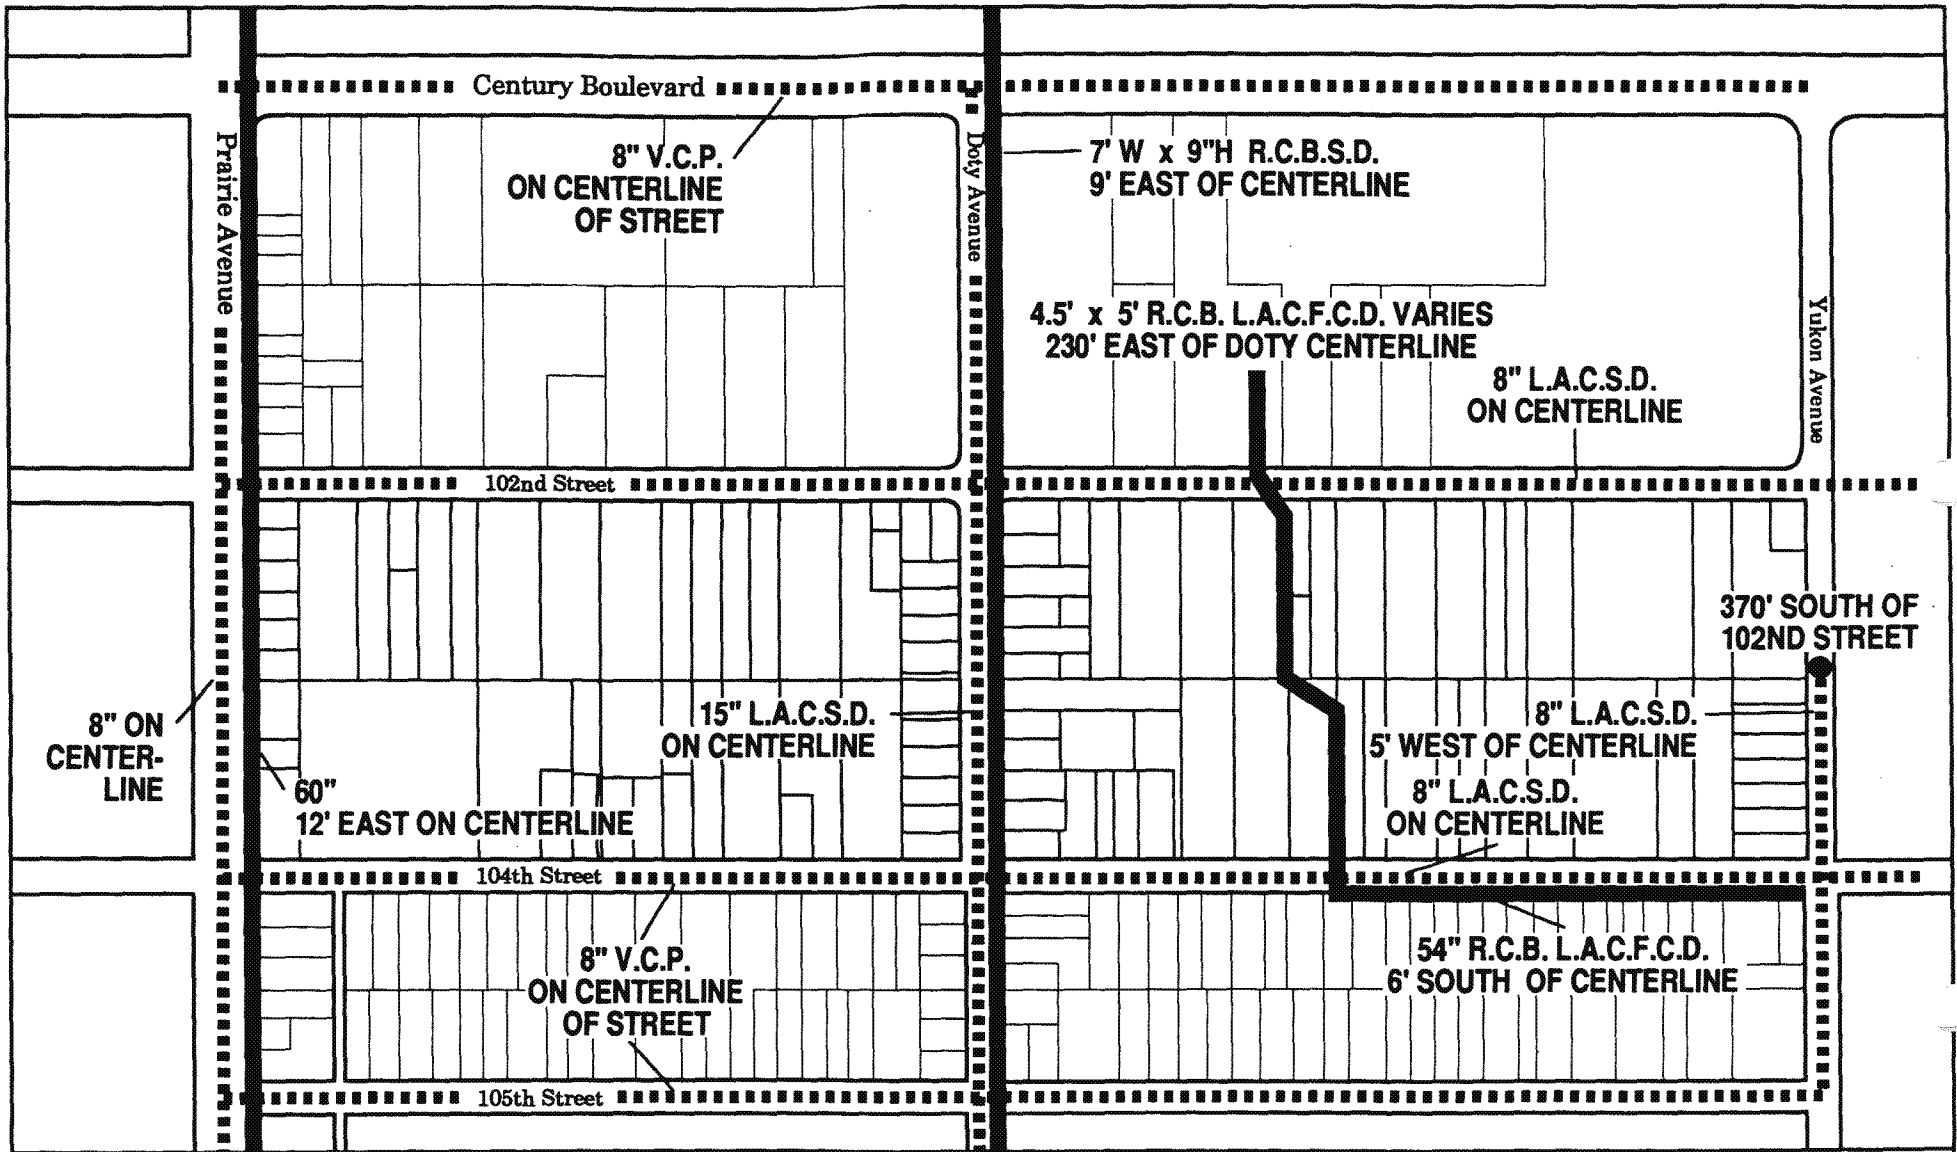 Century Boulevard
Prairie Avenue
8" V.C.P.
ON CENTERLINE
OF STREET
Doty Avenue
7' W x 9"H R.C.B.S.D.
9' EAST OF CENTERLINE
4.5' x 5' R.C.B. L.A.C.F.C.D. VARIES
230' EAST OF DOTY CENTERLINE
8" L.A.C.S.D.
ON CENTERLINE
Yukon Avenue
102nd Street
370' SOUTH OF
102ND STREET
8" ON
CENTER-
LINE
15" L.A.C.S.D.
ON CENTERLINE
8" L.A.C.S.D.
5' WEST OF CENTERLINE
60"
12' EAST ON CENTERLINE
8" L.A.C.S.D.
ON CENTERLINE
104th Street
8" V.C.P.
ON CENTERLINE
OF STREET
54" R.C.B. L.A.C.F.C.D.
6' SOUTH OF CENTERLINE
105th Street